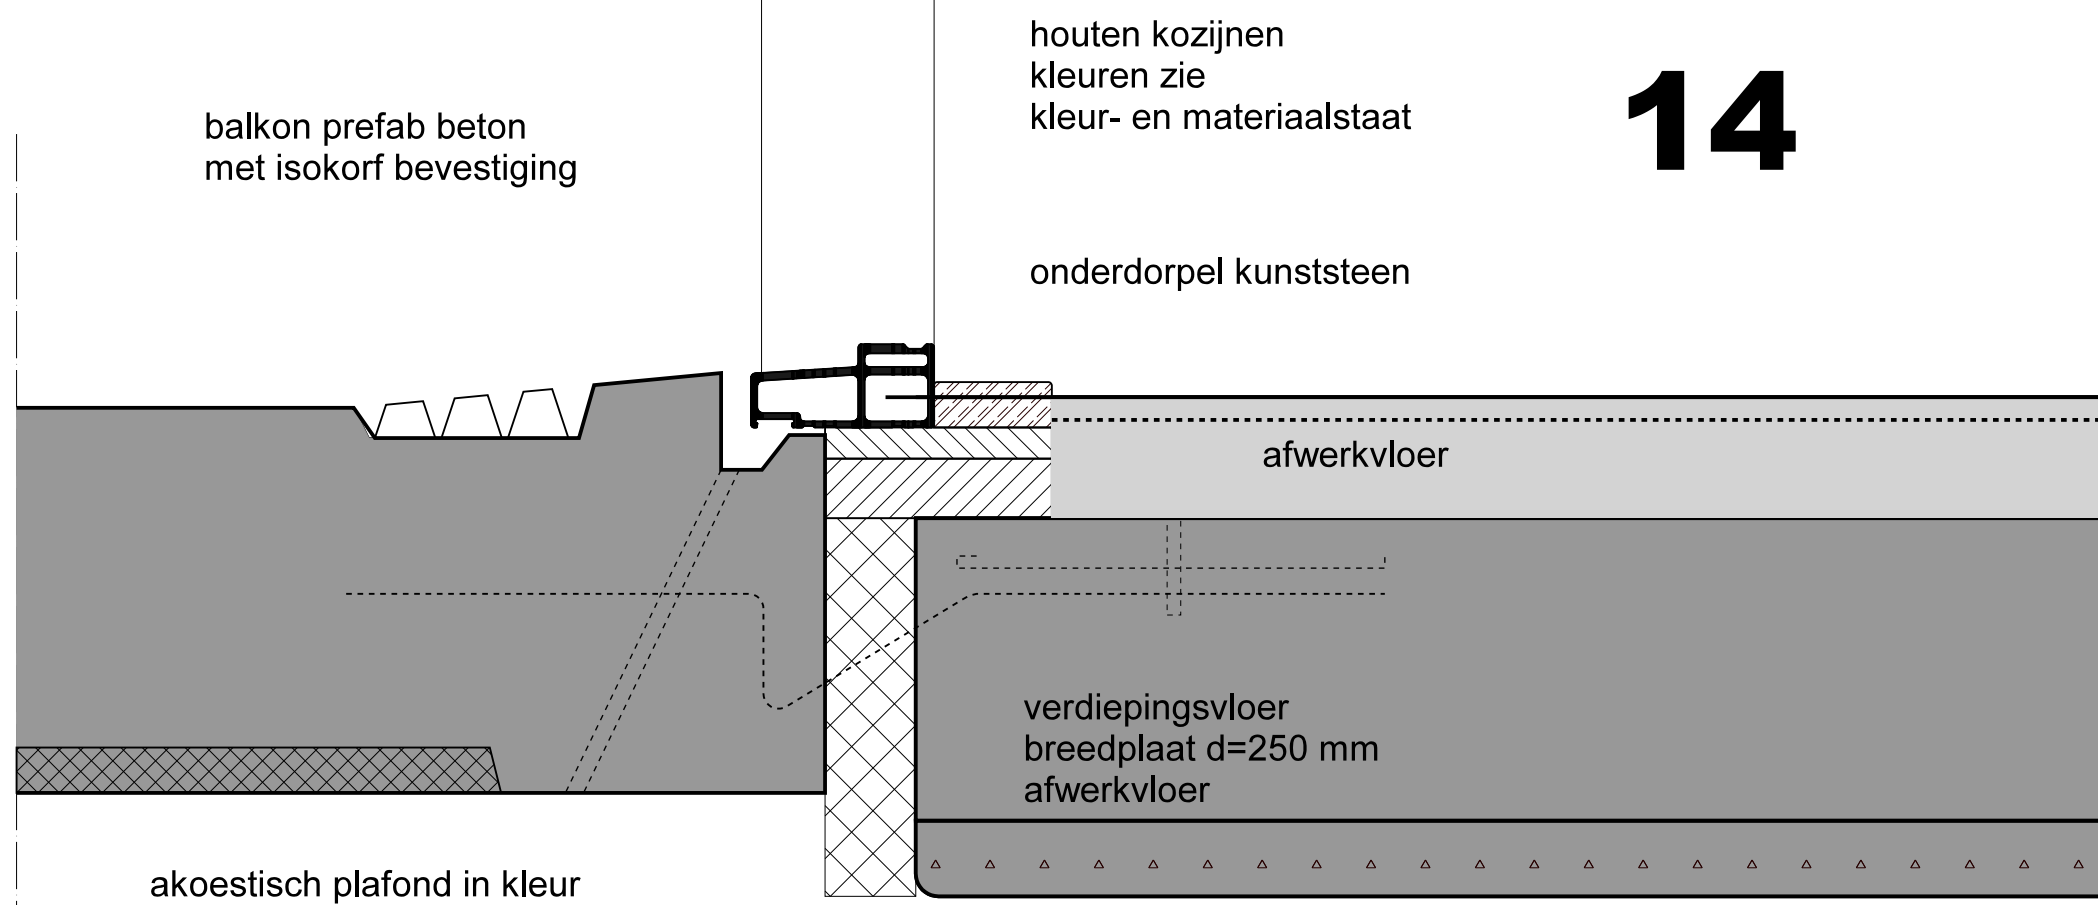 balkon prefab beton
met isokorf bevestiging
houten kozijnen
kleuren zie
kleur- en materiaalstaat
14
onderdorpel kunststeen
afwerkvloer
verdiepingsvloer
breedplaat d=250 mm
afwerkvloer
akoestisch plafond in kleur